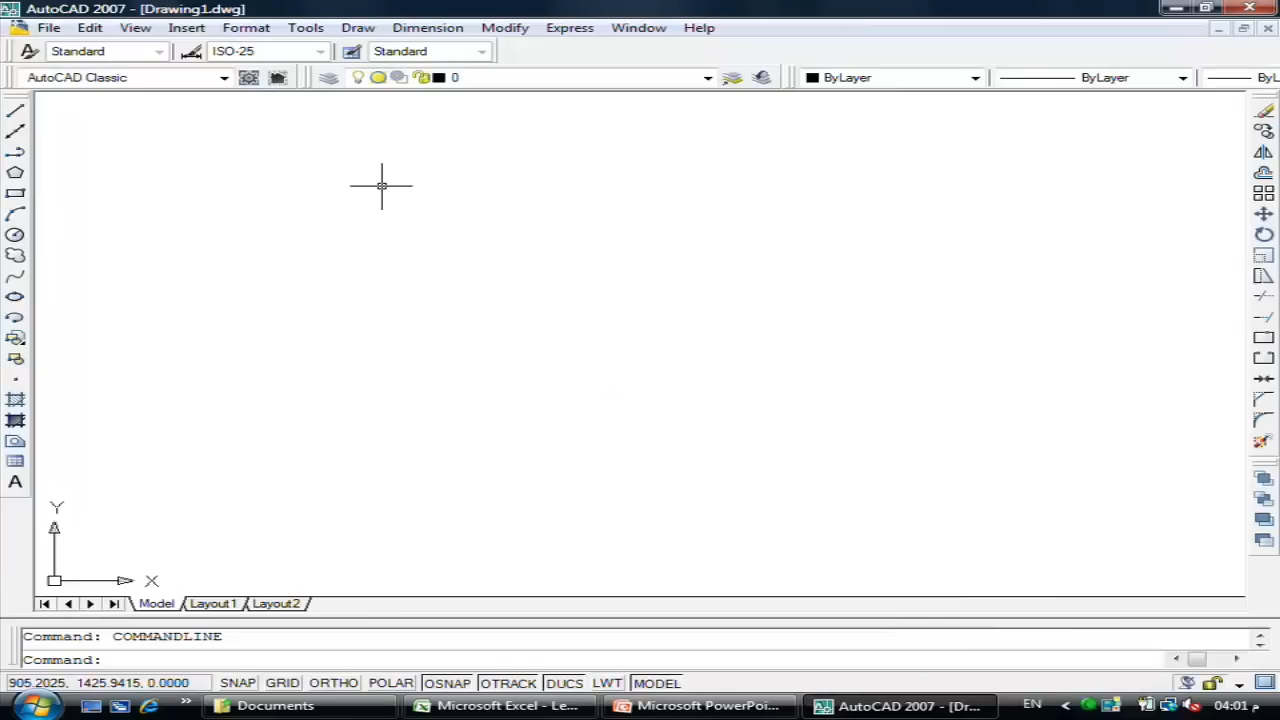 AutoCAD 2007 - [Drawing1.dwg]
File Edit View Insert Format Tools Draw Dimension Modify Express Window Help
Standard ISO-25 Standard
AutoCAD Classic 0 ByLayer ByLayer ByL
A
Y
X
Model Layout1 Layout2
Command: COMMANDLINE
Command:
905.2025, 1425.9415, 0.0000 SNAP GRID ORTHO POLAR OSNAP OTRACK DUCS LWT MODEL
Documents Microsoft Excel - Le... Microsoft PowerPoi... AutoCAD 2007 - [Dr... EN 04:01 م